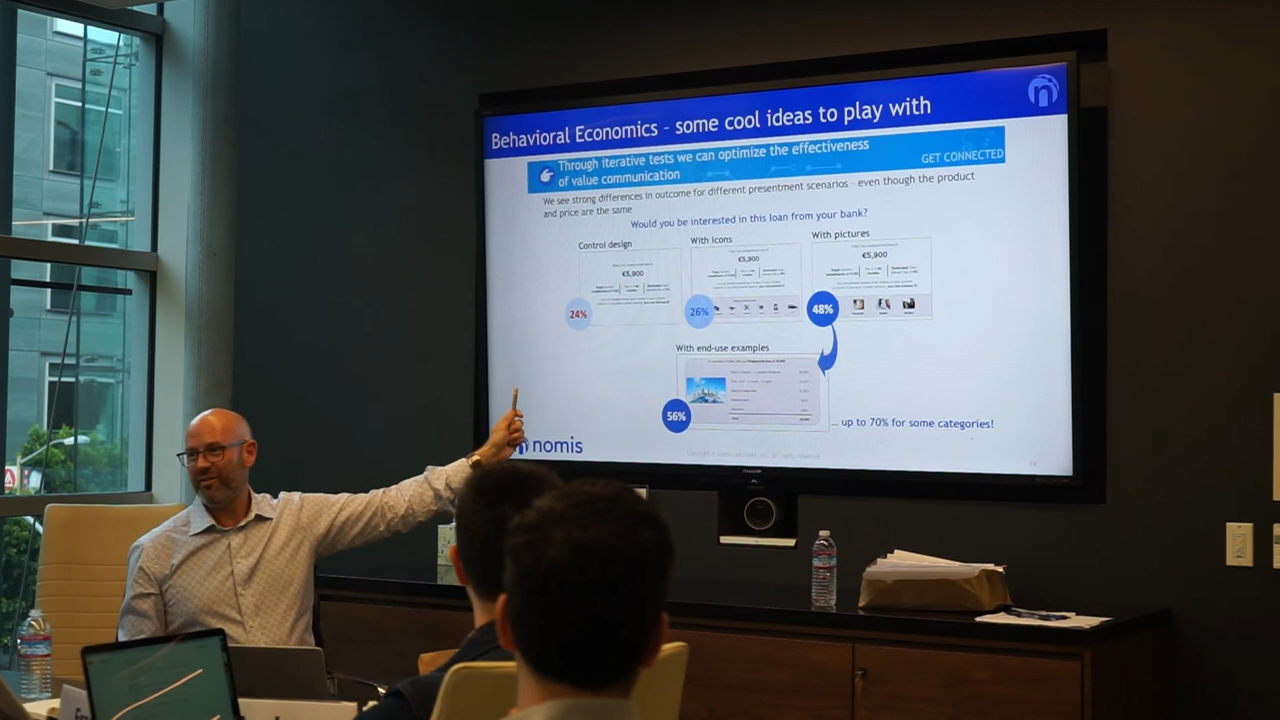 Behavioral Economics – some cool ideas to play with
Through iterative tests we can optimize the effectiveness
of value communication
GET CONNECTED
We see strong differences in outcome for different presentment scenarios – even though the product
and price are the same
Would you be interested in this loan from your bank?
Control design
With icons
With pictures
€5,900
€5,900
€5,900
24%
26%
48%
With end-use examples
56%
... up to 70% for some categories!
nomis